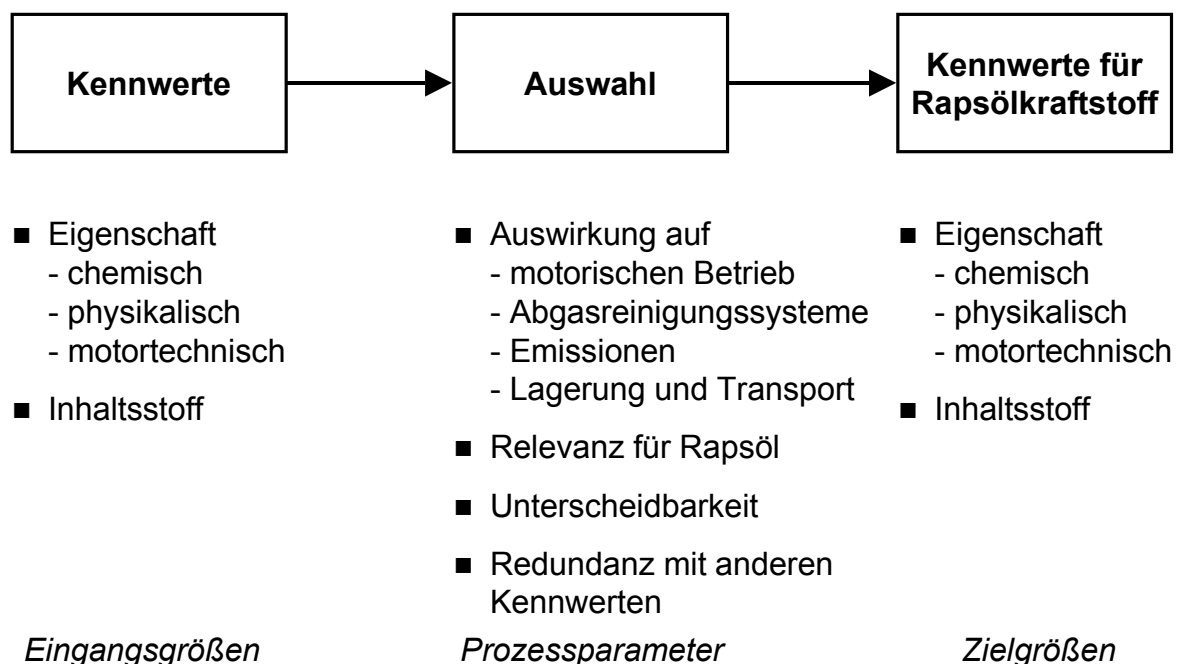 Kennwerte
Auswahl
Kennwerte für
Rapsölkraftstoff
■ Eigenschaft
- chemisch
- physikalisch
- motortechnisch
■ Inhaltsstoff
■ Auswirkung auf
- motorischen Betrieb
- Abgasreinigungssysteme
- Emissionen
- Lagerung und Transport
■ Relevanz für Rapsöl
■ Unterscheidbarkeit
■ Redundanz mit anderen
Kennwerten
■ Eigenschaft
- chemisch
- physikalisch
- motortechnisch
■ Inhaltsstoff
Eingangsgrößen
Prozessparameter
Zielgrößen